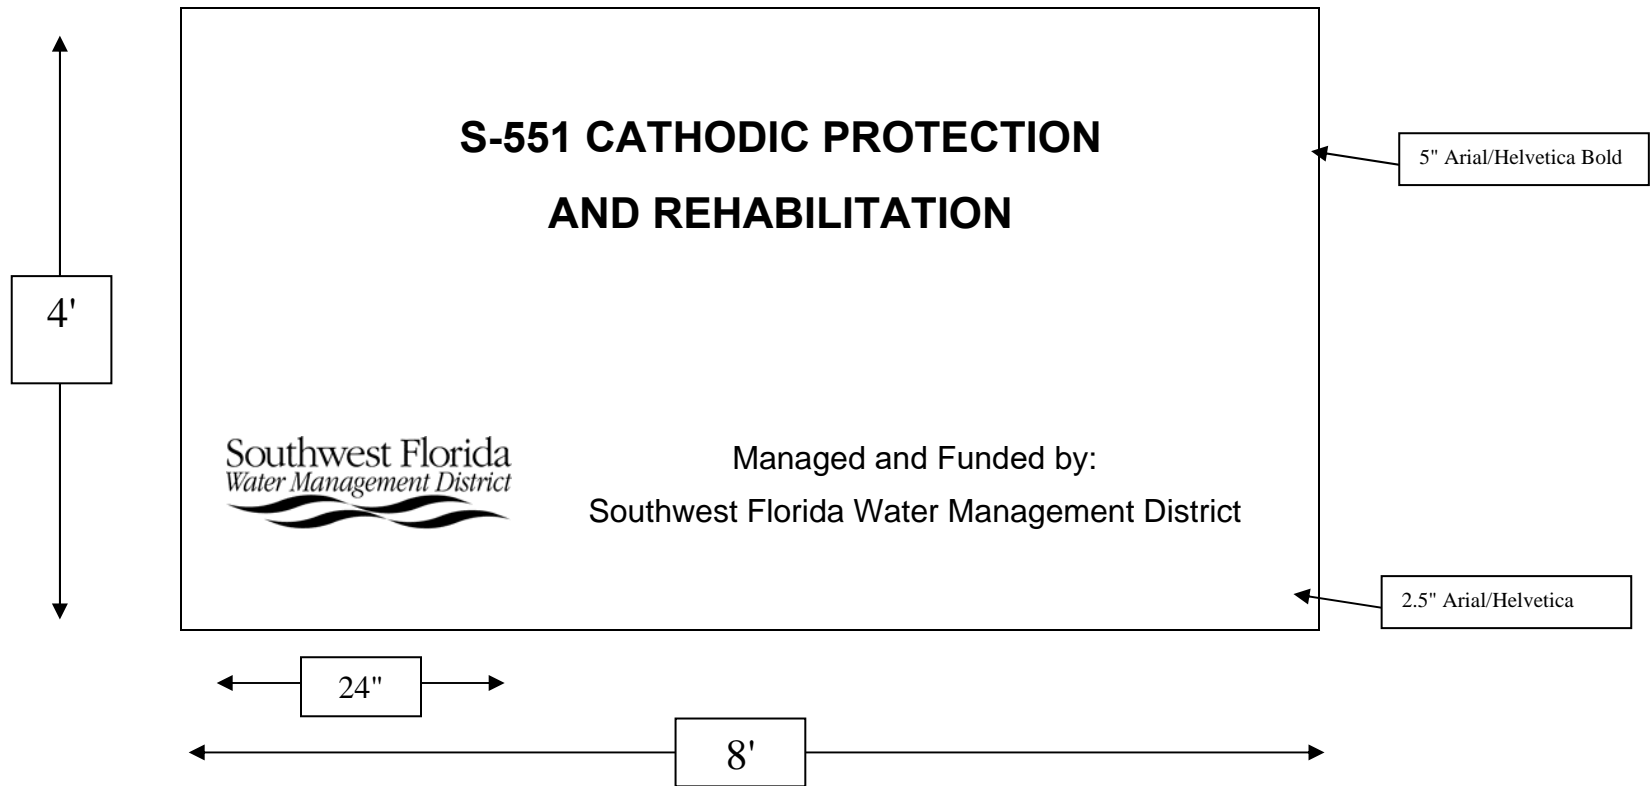 S-551 CATHODIC PROTECTION
AND REHABILITATION
5" Arial/Helvetica Bold
4'
Southwest Florida
Water Management District
Managed and Funded by:
Southwest Florida Water Management District
2.5" Arial/Helvetica
24"
8'